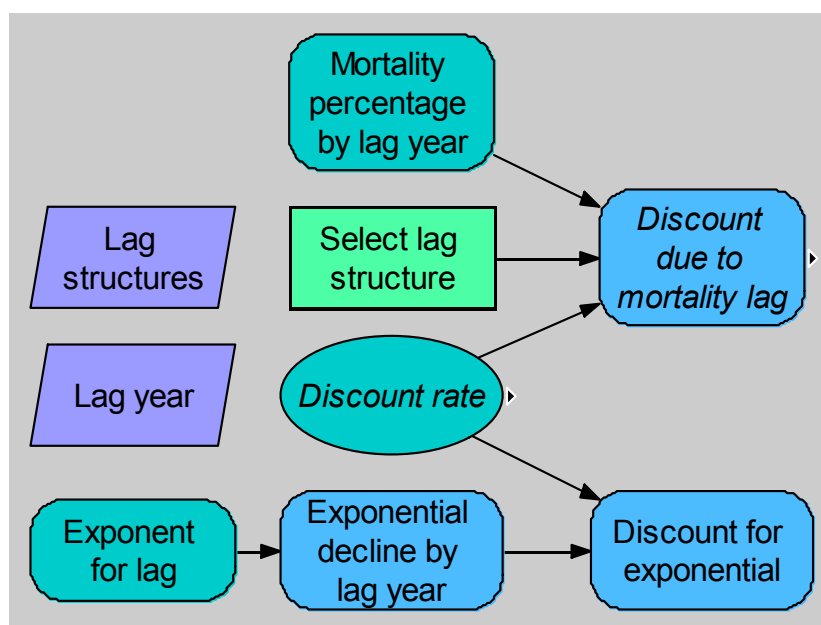 Mortality
percentage
by lag year
Lag
structures
Select lag
structure
Discount
due to
mortality lag
Lag year
Discount rate
Exponent
for lag
Exponential
decline by
lag year
Discount for
exponential